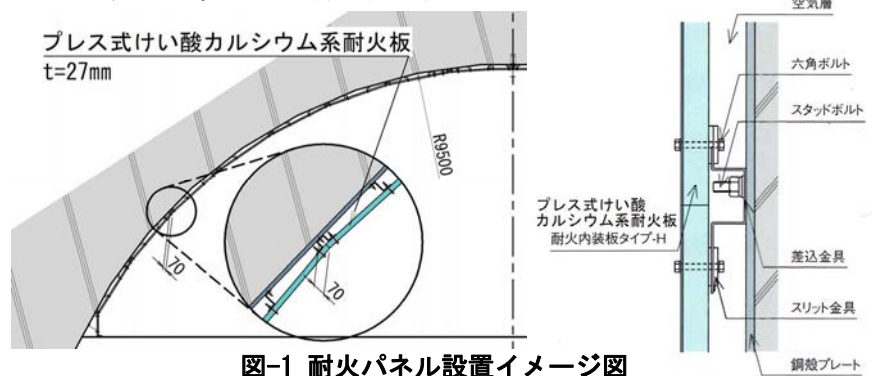 プレス式けい酸カルシウム系耐火板
t=27mm
R9500
70
70
空気層
六角ボルト
スタッドボルト
プレス式けい酸
カルシウム系耐火板
耐火内装板タイプ-H
差込金具
スリット金具
鋼殻プレート
図-1 耐火パネル設置イメージ図